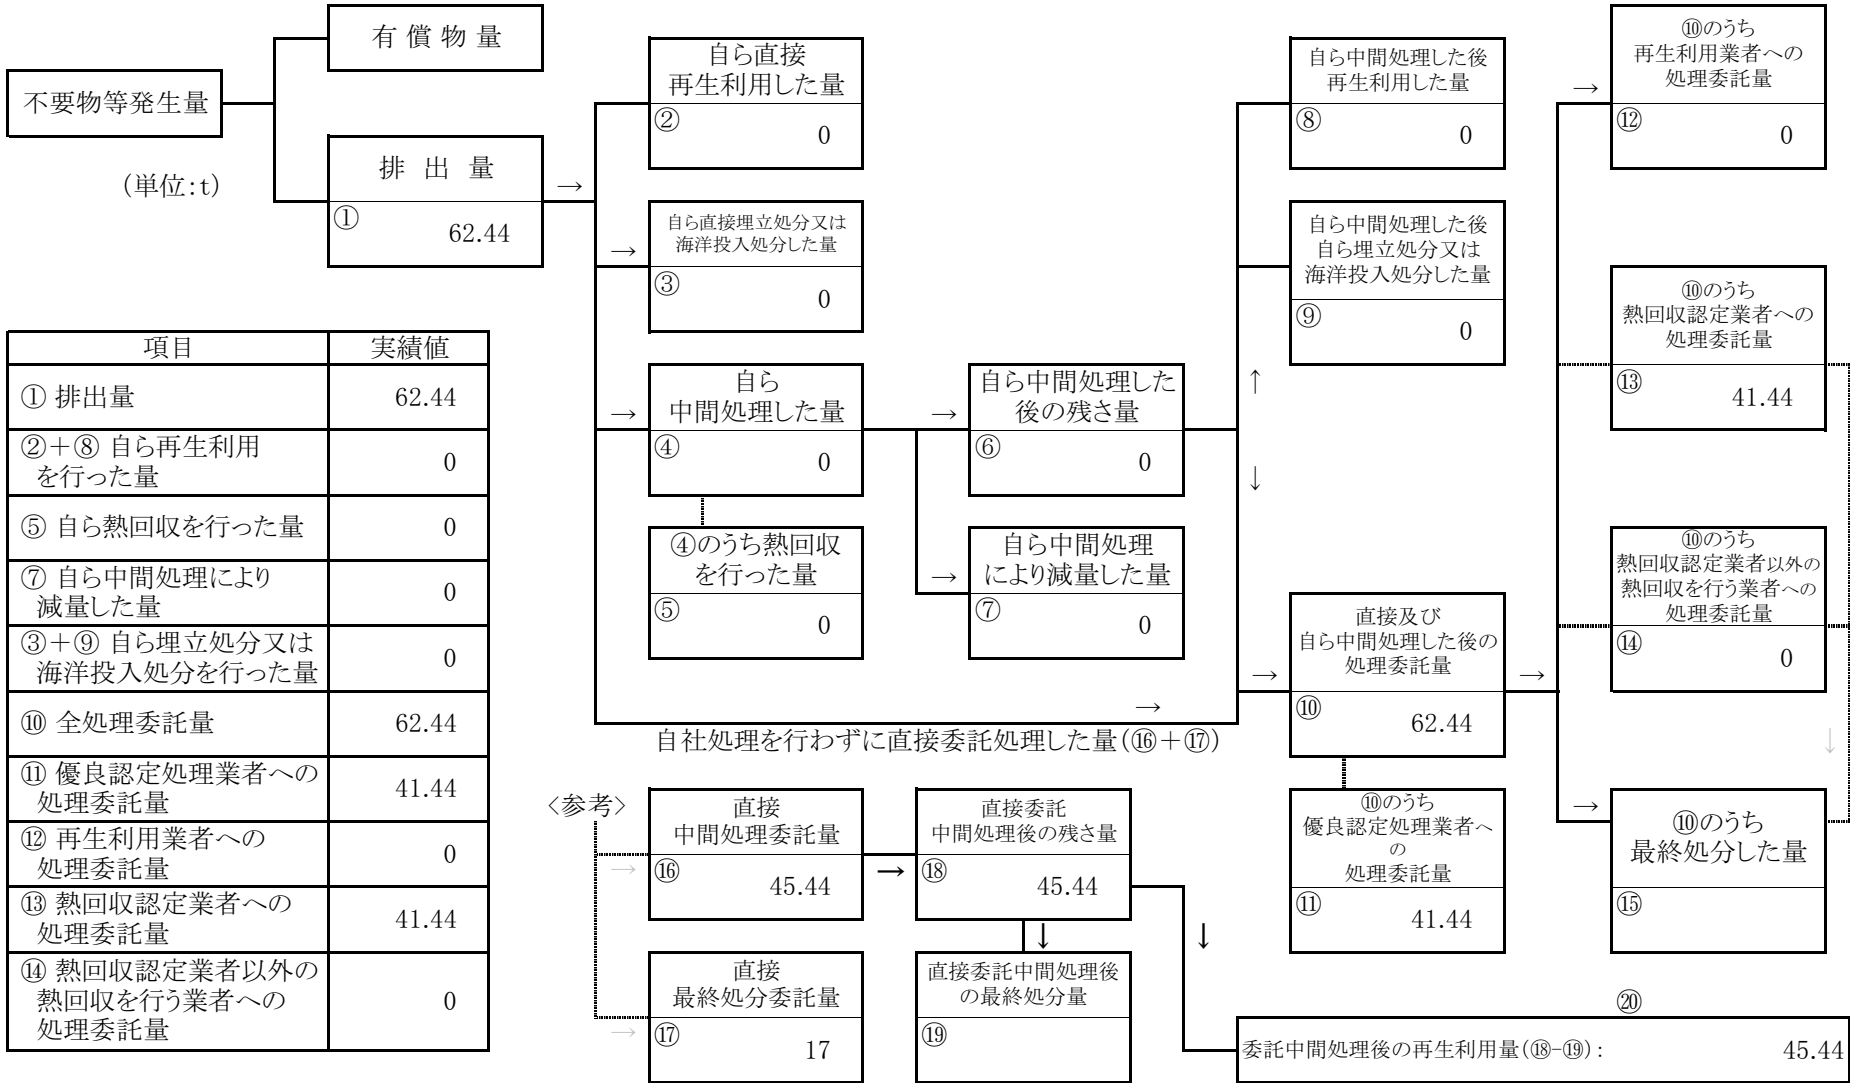 有 償 物 量
不要物等発生量
排 出 量
①
62.44
(単位:t)
→
自ら直接
再生利用した量
②
0
→
自ら直接埋立処分又は
海洋投入処分した量
③
0
→
自ら
中間処理した量
④
0
④のうち熱回収
を行った量
⑤
0
→
自ら中間処理した
後の残さ量
⑥
0
→
自ら中間処理
により減量した量
⑦
0
自ら中間処理した後
再生利用した量
⑧
0
自ら中間処理した後
自ら埋立処分又は
海洋投入処分した量
⑨
0
↑
↓
→
直接及び
自ら中間処理した後の
処理委託量
⑩
62.44
⑩のうち
優良認定処理業者へ
の
処理委託量
⑪
41.44
→
→
⑩のうち
再生利用業者への
処理委託量
⑫
0
⑩のうち
熱回収認定業者への
処理委託量
⑬
41.44
⑩のうち
熱回収認定業者以外の
熱回収を行う業者への
処理委託量
⑭
0
↓
→
⑩のうち
最終処分した量
⑮
→
自社処理を行わずに直接委託処理した量(⑯+⑰)
<参考>
→
直接
中間処理委託量
⑯
45.44
→
直接
最終処分委託量
⑰
17
→
直接委託
中間処理後の残さ量
⑱
45.44
↓
直接委託中間処理後
の最終処分量
⑲
↓
⑳
委託中間処理後の再生利用量(⑱-⑲):
45.44
項目 実績値
① 排出量 62.44
②+⑧ 自ら再生利用
を行った量 0
⑤ 自ら熱回収を行った量 0
⑦ 自ら中間処理により
減量した量 0
③+⑨ 自ら埋立処分又は
海洋投入処分を行った量 0
⑩ 全処理委託量 62.44
⑪ 優良認定処理業者への
処理委託量 41.44
⑫ 再生利用業者への
処理委託量 0
⑬ 熱回収認定業者への
処理委託量 41.44
⑭ 熱回収認定業者以外の
熱回収を行う業者への
処理委託量 0